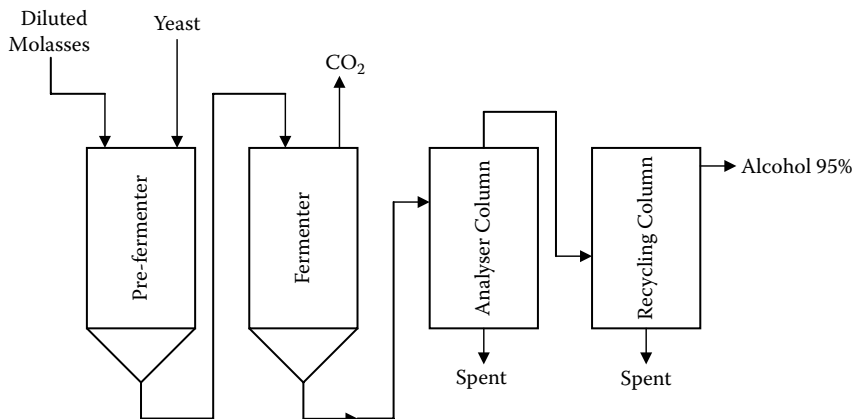 Diluted
Molasses
Yeast
CO₂
Pre-fermenter
Fermenter
Analyser Column
Recycling Column
Alcohol 95%
Spent
Spent